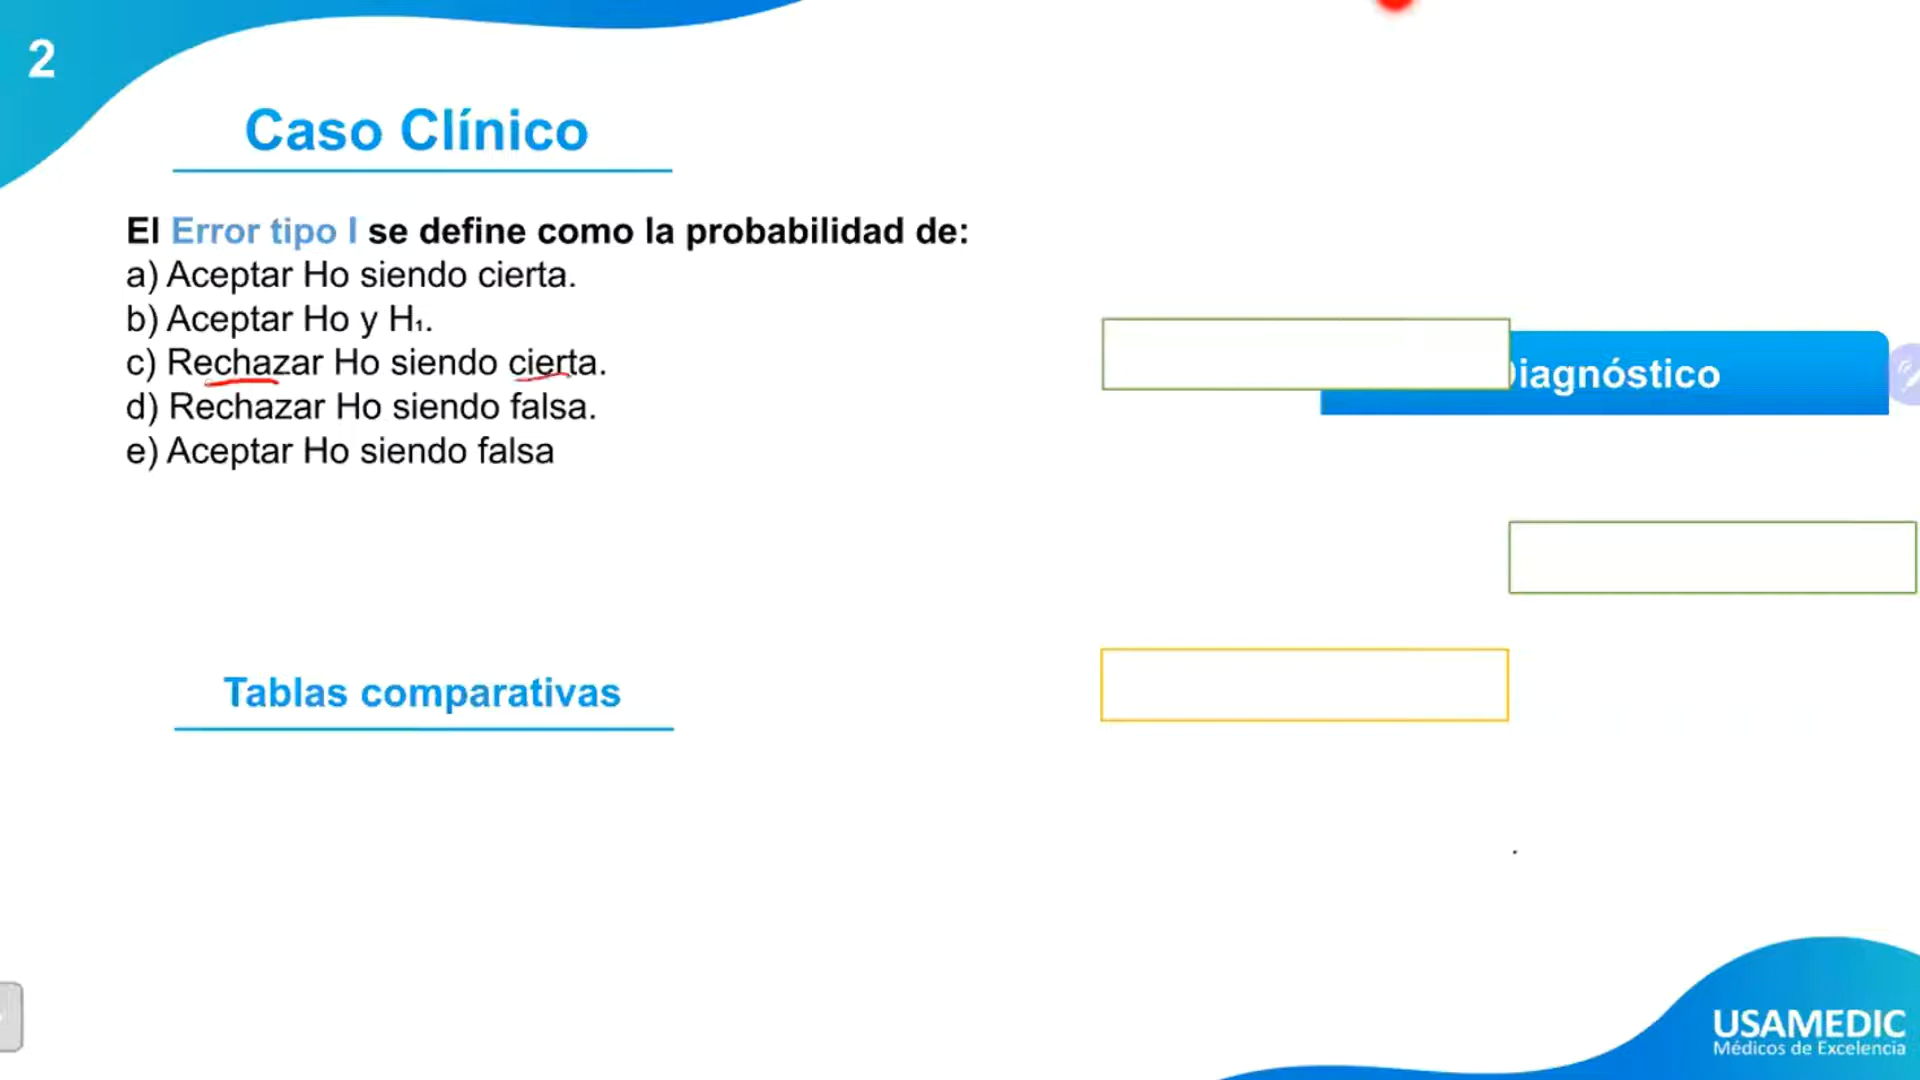 2
Caso Clínico
El Error tipo I se define como la probabilidad de:
a) Aceptar Ho siendo cierta.
b) Aceptar Ho y H₁.
c) Rechazar Ho siendo cierta.
d) Rechazar Ho siendo falsa.
e) Aceptar Ho siendo falsa
iagnóstico
Tablas comparativas
USAMEDIC
Médicos de Excelencia